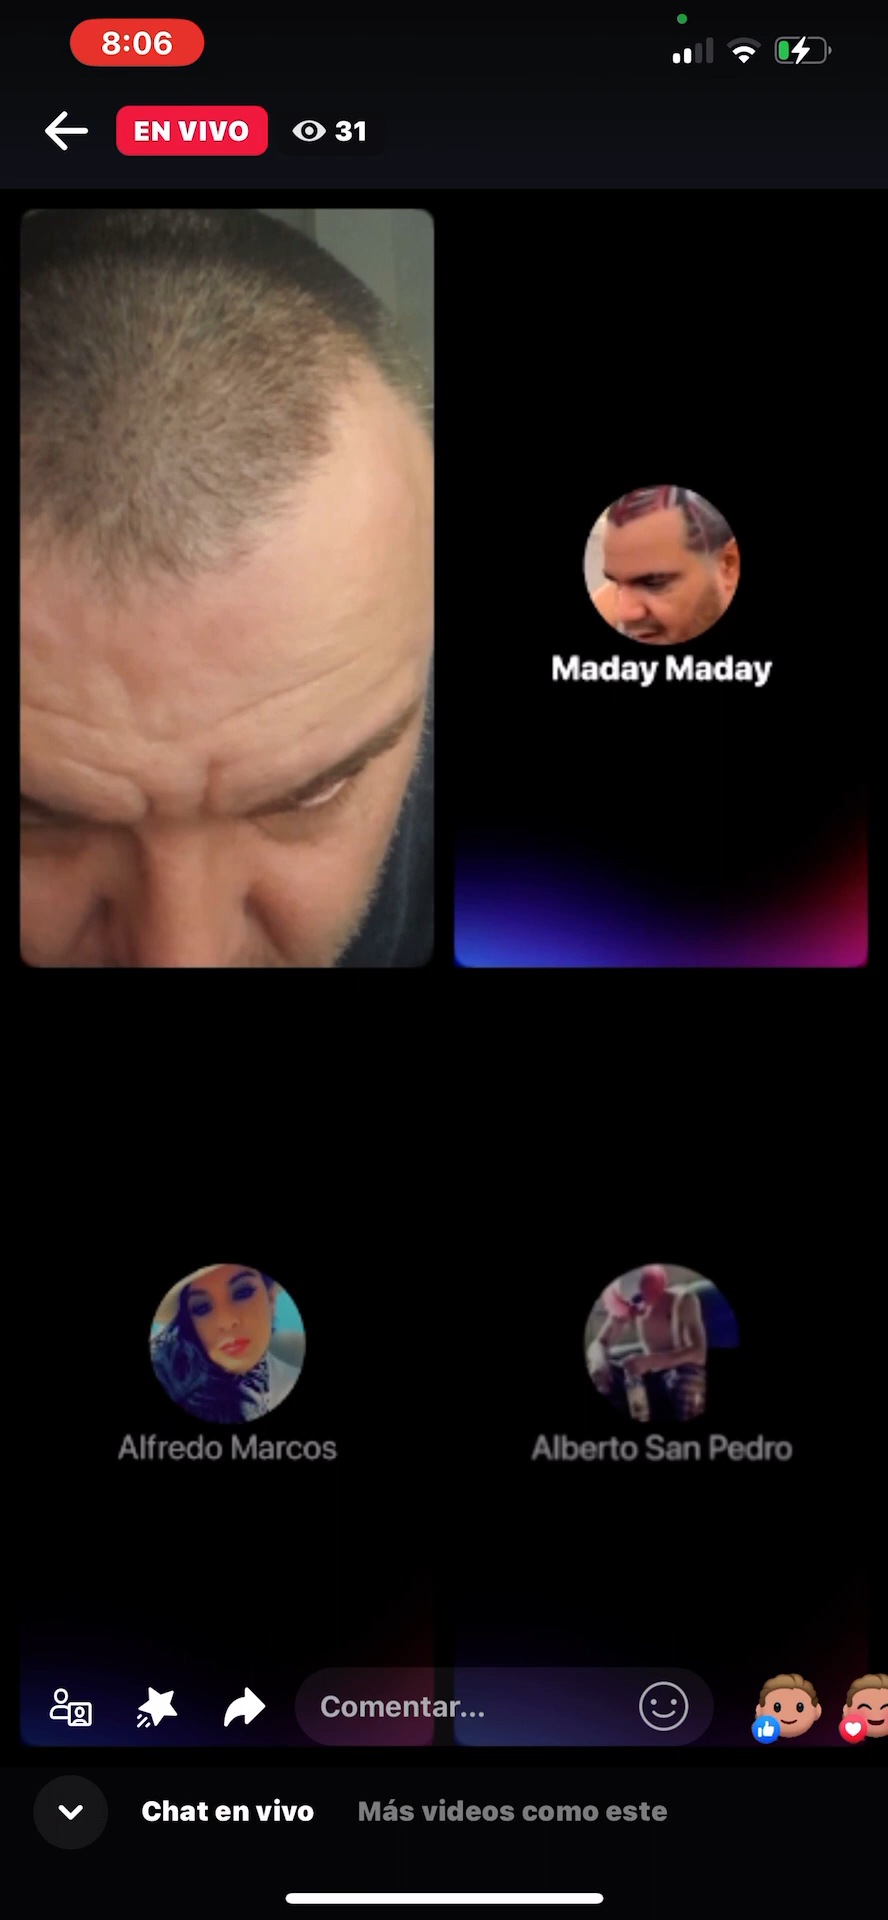 8:06
EN VIVO
31
Maday Maday
Alfredo Marcos
Alberto San Pedro
Comentar...
Chat en vivo
Más videos como este